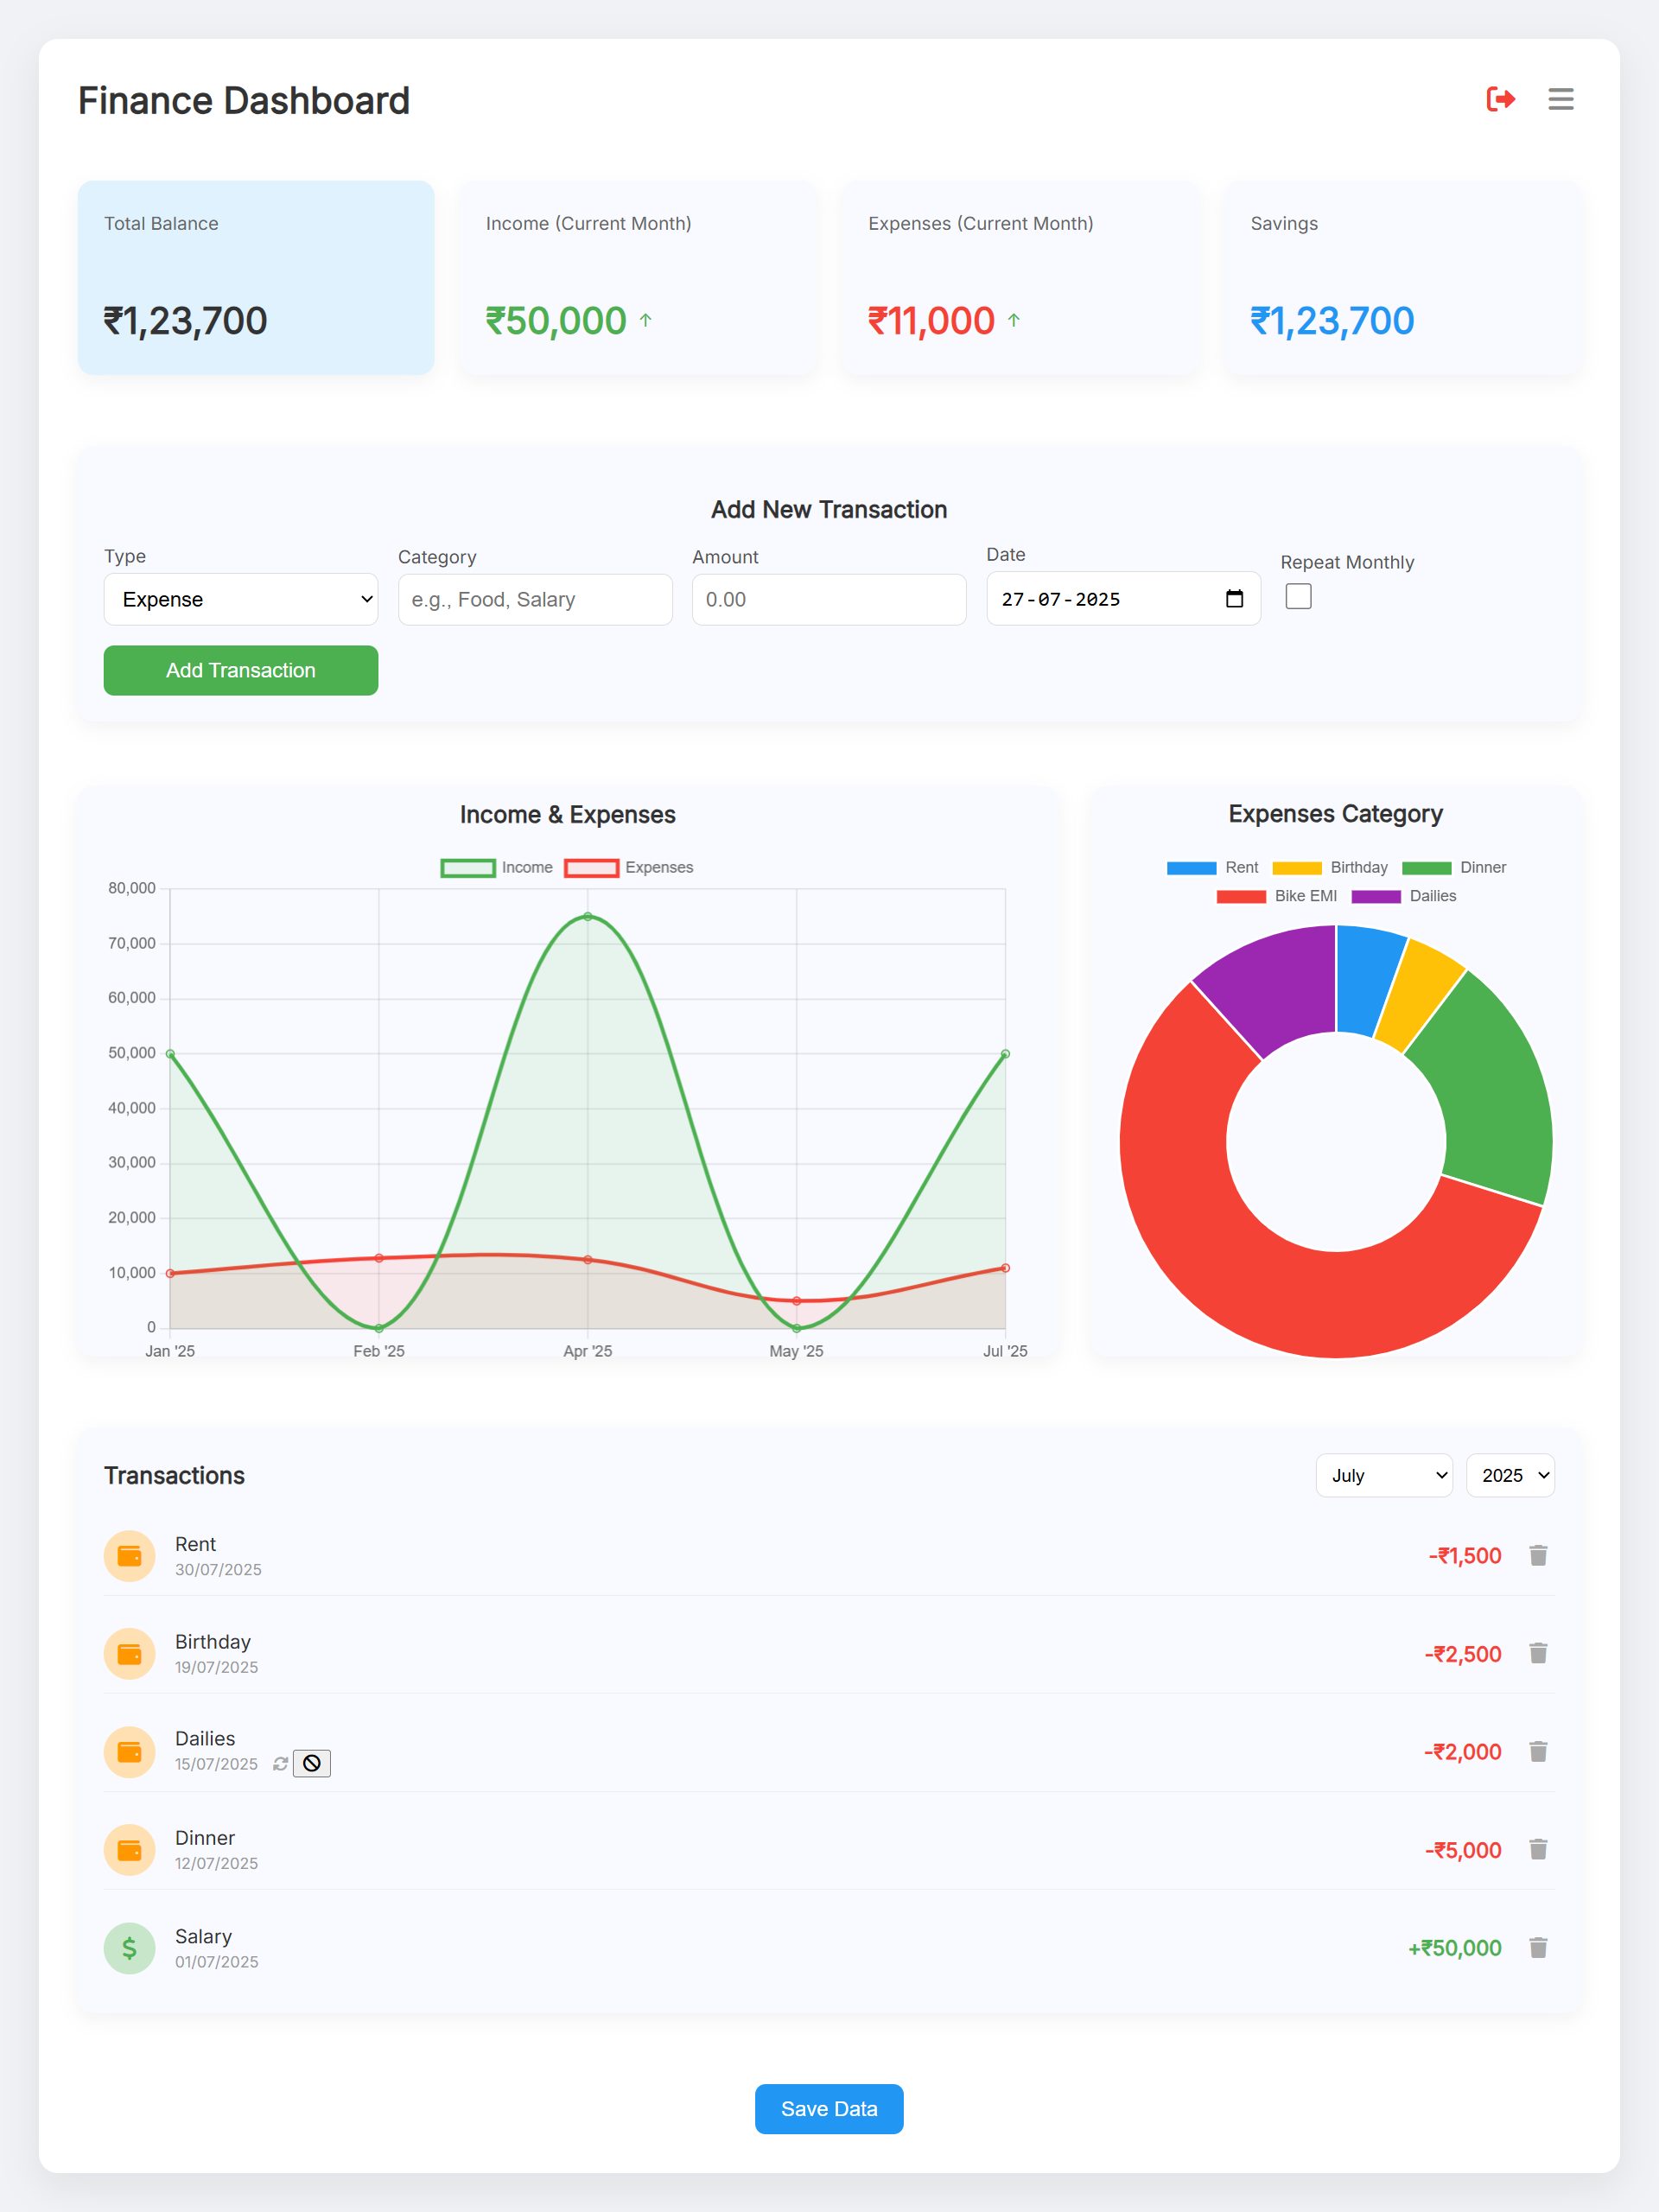 Finance Dashboard
Total Balance
₹1,23,700
Income (Current Month)
₹50,000 ↑
Expenses (Current Month)
₹11,000 ↑
Savings
₹1,23,700
Add New Transaction
Type
Expense
Category
e.g., Food, Salary
Amount
0.00
Date
27-07-2025
Repeat Monthly
Add Transaction
Income & Expenses
Income Expenses
80,000
70,000
60,000
50,000
40,000
30,000
20,000
10,000
0
Jan '25 Feb '25 Apr '25 May '25 Jul '25
Expenses Category
Rent Birthday Dinner
Bike EMI Dailies
Transactions
July 2025
Rent
30/07/2025
-₹1,500
Birthday
19/07/2025
-₹2,500
Dailies
15/07/2025
-₹2,000
Dinner
12/07/2025
-₹5,000
$
Salary
01/07/2025
+₹50,000
Save Data